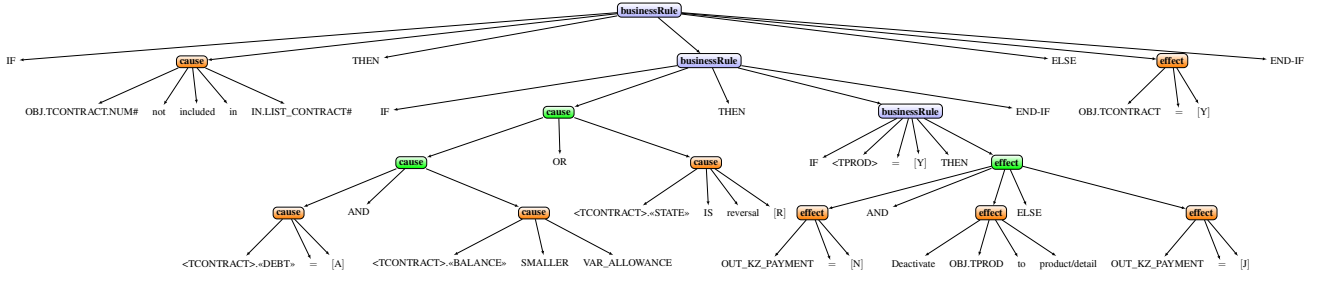 businessRule
IF cause THEN businessRule ELSE effect END-IF
OBJ.TCONTRACT.NUM# not included in IN.LIST_CONTRACT# IF cause THEN businessRule END-IF OBJ.TCONTRACT = [Y]
cause OR cause IF <TPROD> = [Y] THEN effect
cause AND cause <TCONTRACT>.«STATE» IS reversal [R] effect AND effect ELSE effect
<TCONTRACT>.«DEBT» = [A] <TCONTRACT>.«BALANCE» SMALLER VAR_ALLOWANCE OUT_KZ_PAYMENT = [N] Deactivate OBJ.TPROD to product/detail OUT_KZ_PAYMENT = [J]